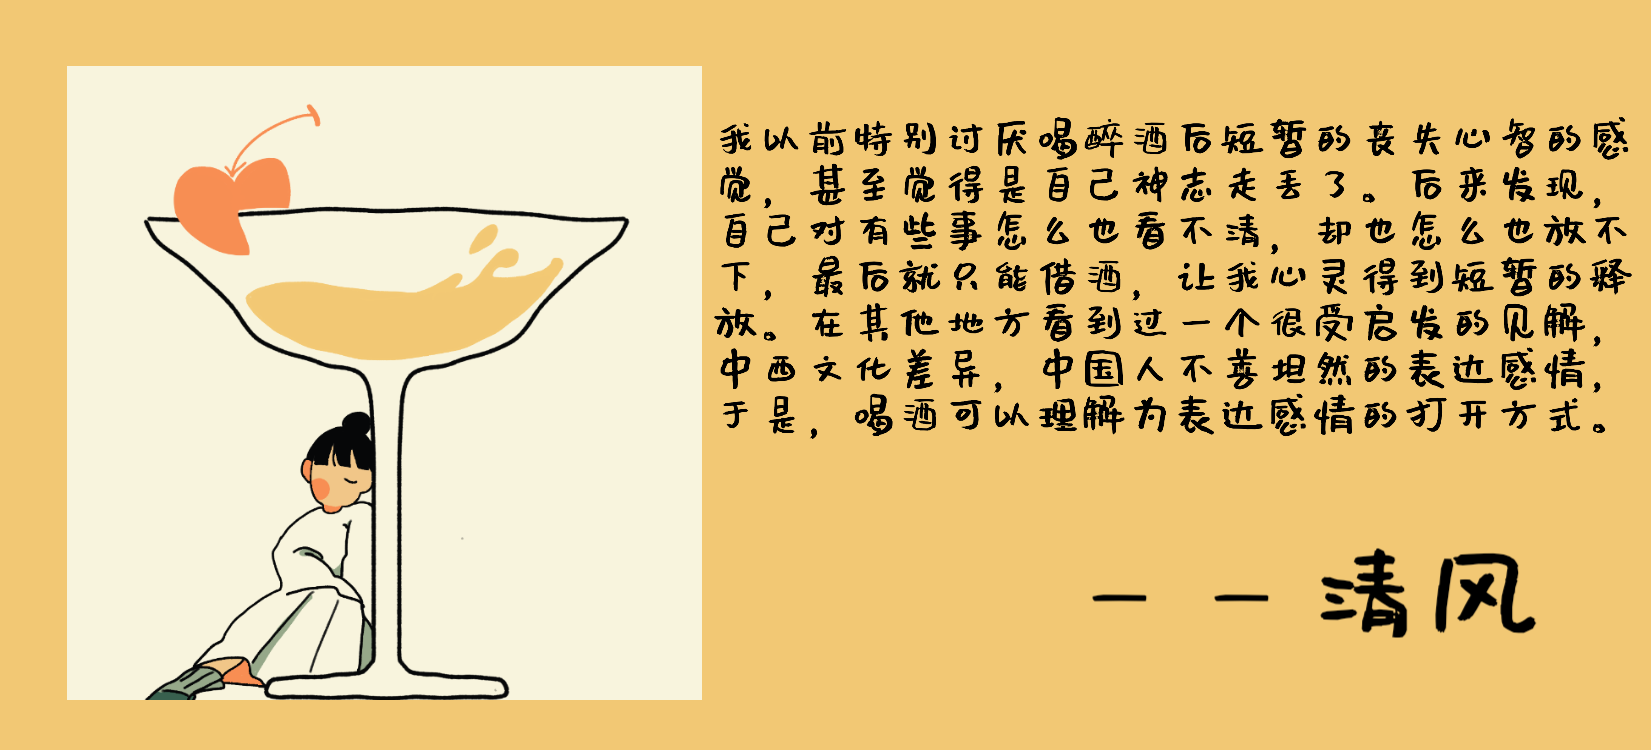 我以前特别讨厌喝醉酒后短暂的丧失心智的感
觉，甚至觉得是自己神志走丢了。后来发现，
自己对有些事怎么也看不清，却也怎么也放不
下，最后就只能借酒，让我心灵得到短暂的释
放。在其他地方看到过一个很受启发的见解，
中西文化差异，中国人不善坦然的表达感情，
于是，喝酒可以理解为表达感情的打开方式。
——清风